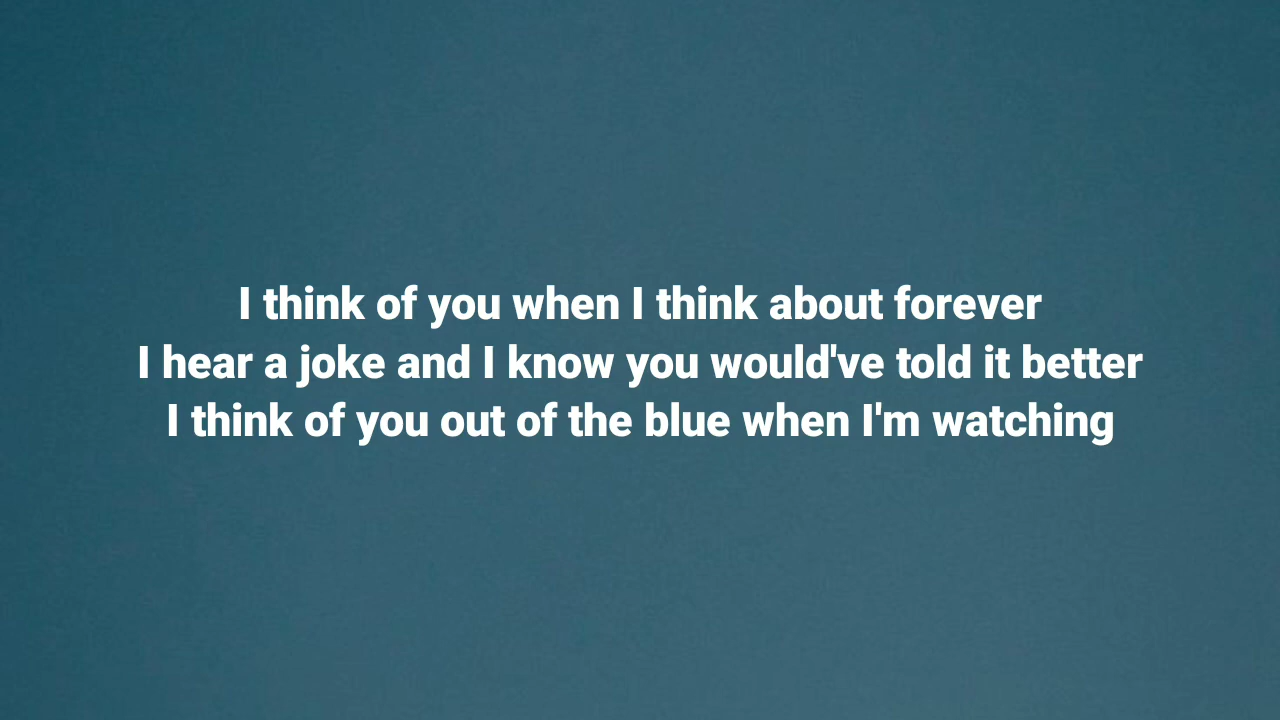 I think of you when I think about forever
I hear a joke and I know you would've told it better
I think of you out of the blue when I'm watching